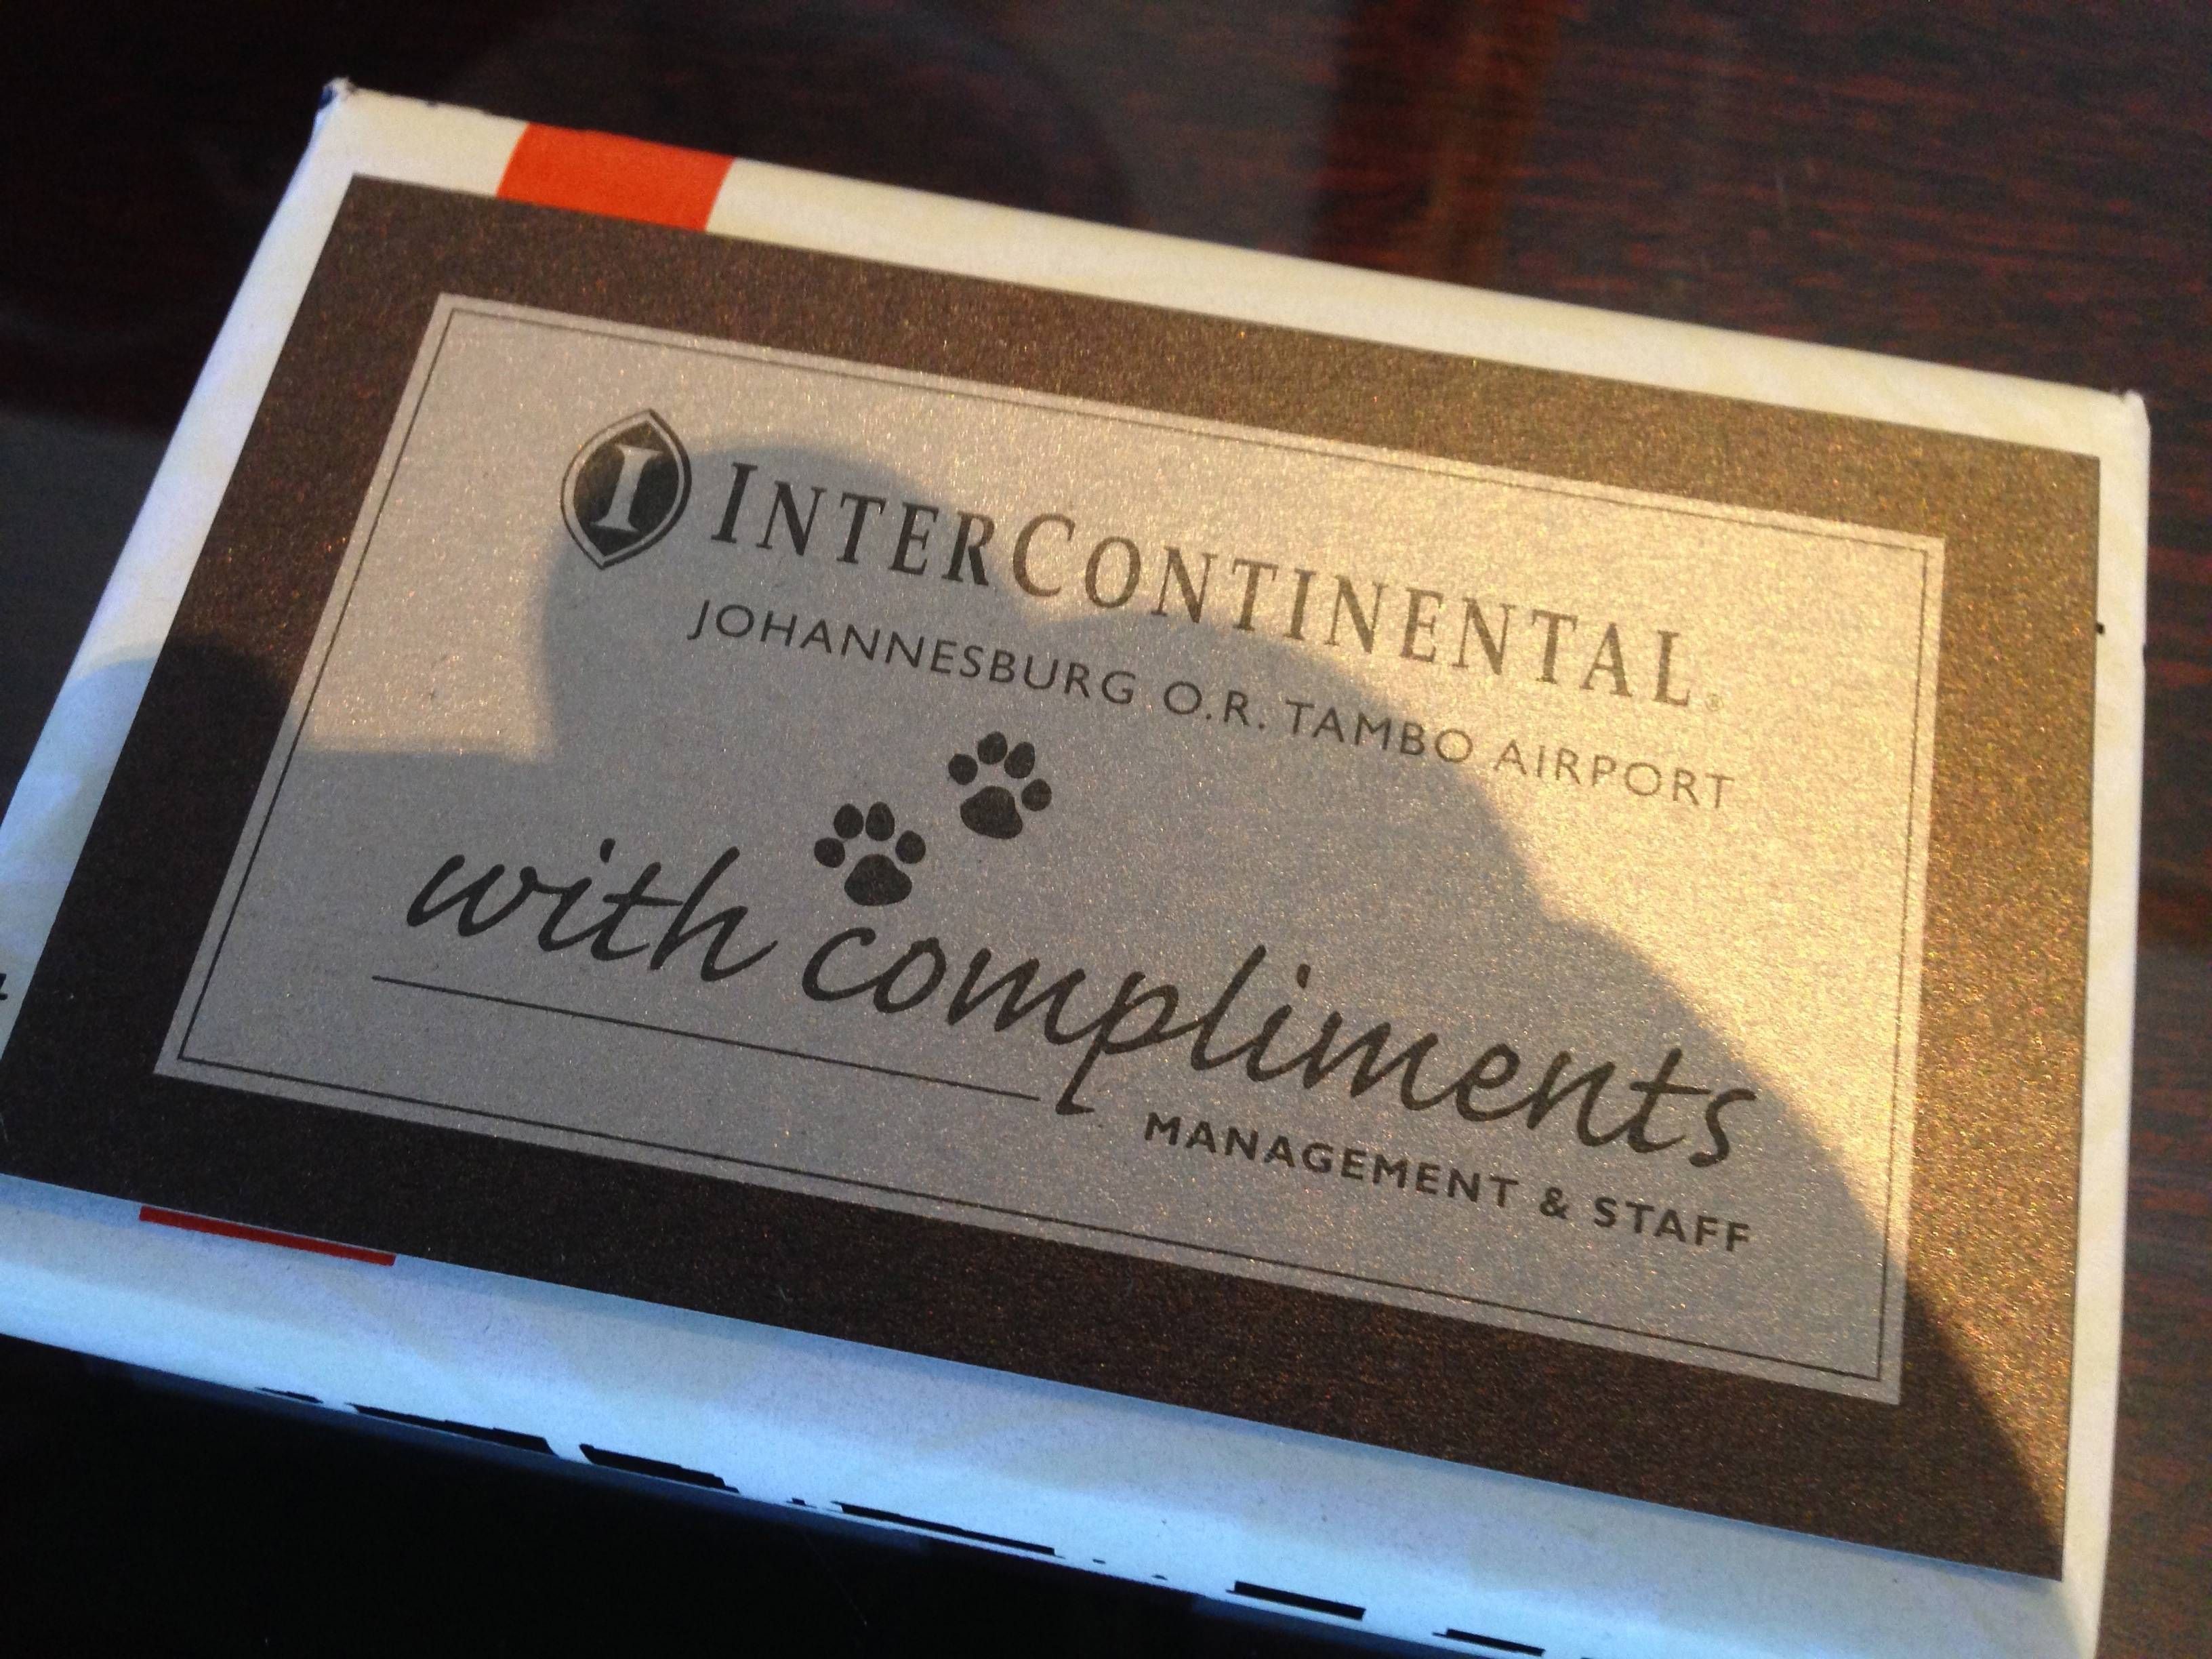 I INTERCONTINENTAL®
JOHANNESBURG O.R. TAMBO AIRPORT
with compliments
MANAGEMENT & STAFF